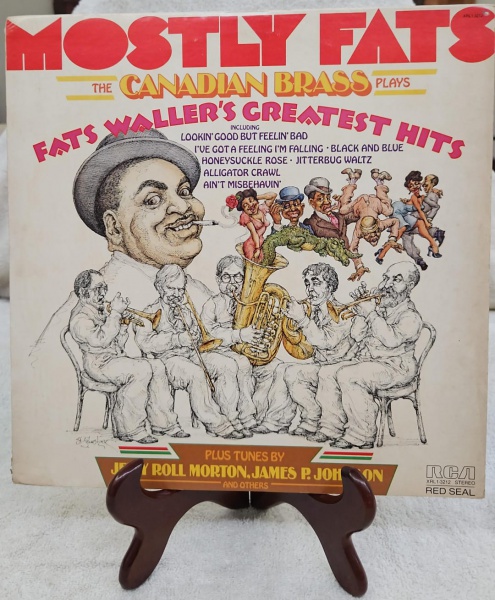 MOSTLY FATS
THE CANADIAN BRASS PLAYS
FATS WALLER'S GREATEST HITS
INCLUDING
LOOKIN' GOOD BUT FEELIN' BAD
I'VE GOT A FEELING I'M FALLING · BLACK AND BLUE
HONEYSUCKLE ROSE · JITTERBUG WALTZ
ALLIGATOR CRAWL
AIN'T MISBEHAVIN'
PLUS TUNES BY
ROLL MORTON, JAMES P.
AND OTHERS
RCA
ARL1-3212 STEREO
RED SEAL